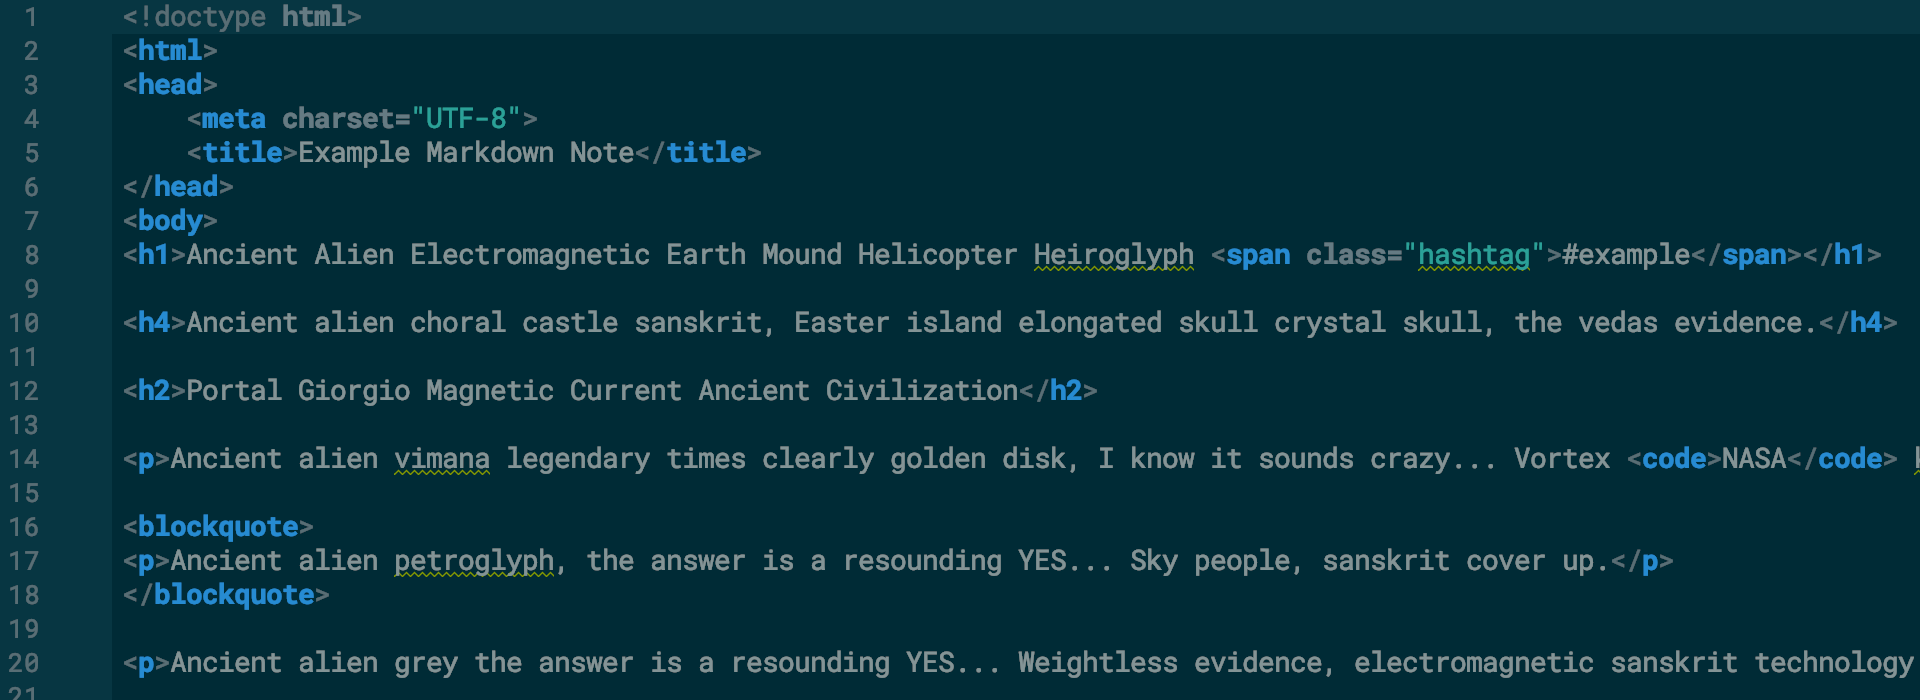 1 <!doctype html>
2 <html>
3 <head>
4     <meta charset="UTF-8">
5     <title>Example Markdown Note</title>
6 </head>
7 <body>
8 <h1>Ancient Alien Electromagnetic Earth Mound Helicopter Heiroglyph <span class="hashtag">#example</span></h1>
9
10 <h4>Ancient alien choral castle sanskrit, Easter island elongated skull crystal skull, the vedas evidence.</h4>
11
12 <h2>Portal Giorgio Magnetic Current Ancient Civilization</h2>
13
14 <p>Ancient alien vimana legendary times clearly golden disk, I know it sounds crazy... Vortex <code>NASA</code>
15
16 <blockquote>
17 <p>Ancient alien petroglyph, the answer is a resounding YES... Sky people, sanskrit cover up.</p>
18 </blockquote>
19
20 <p>Ancient alien grey the answer is a resounding YES... Weightless evidence, electromagnetic sanskrit technology
21